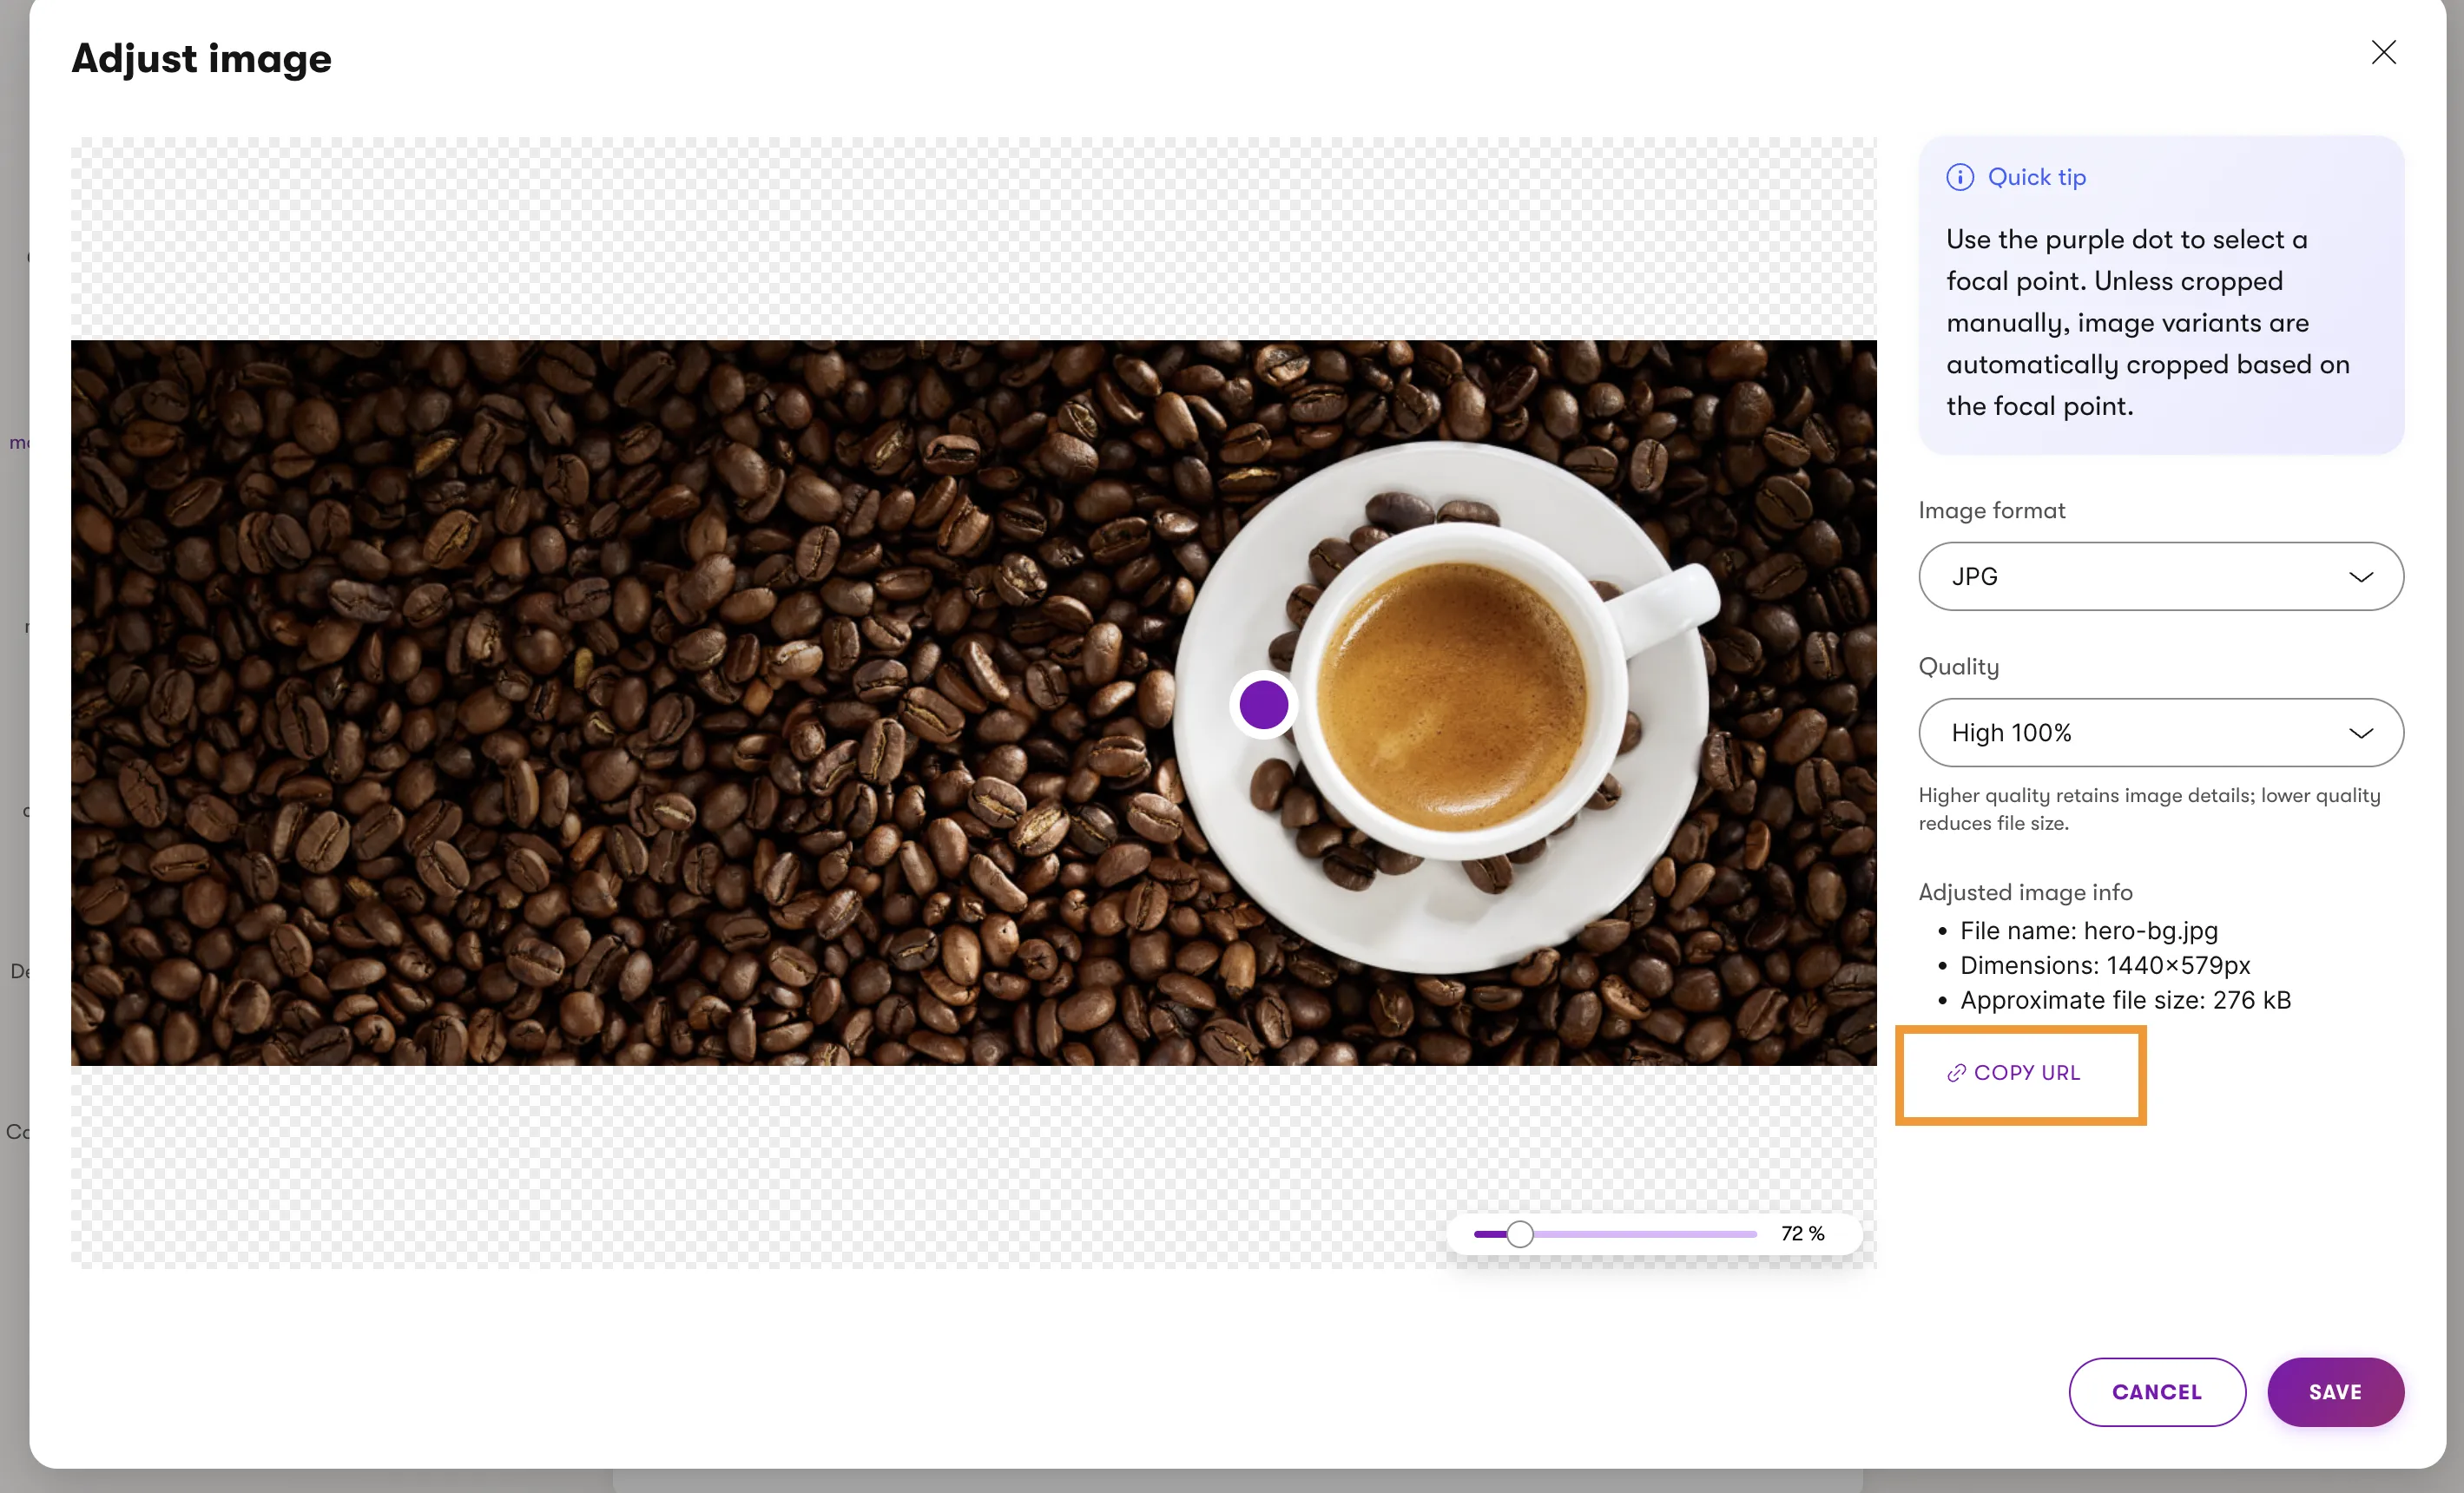 Adjust image
Quick tip
Use the purple dot to select a
focal point. Unless cropped
manually, image variants are
automatically cropped based on
the focal point.
Image format
JPG
Quality
High 100%
Higher quality retains image details; lower quality
reduces file size.
Adjusted image info
• File name: hero-bg.jpg
• Dimensions: 1440×579px
• Approximate file size: 276 kB
COPY URL
72 %
CANCEL
SAVE